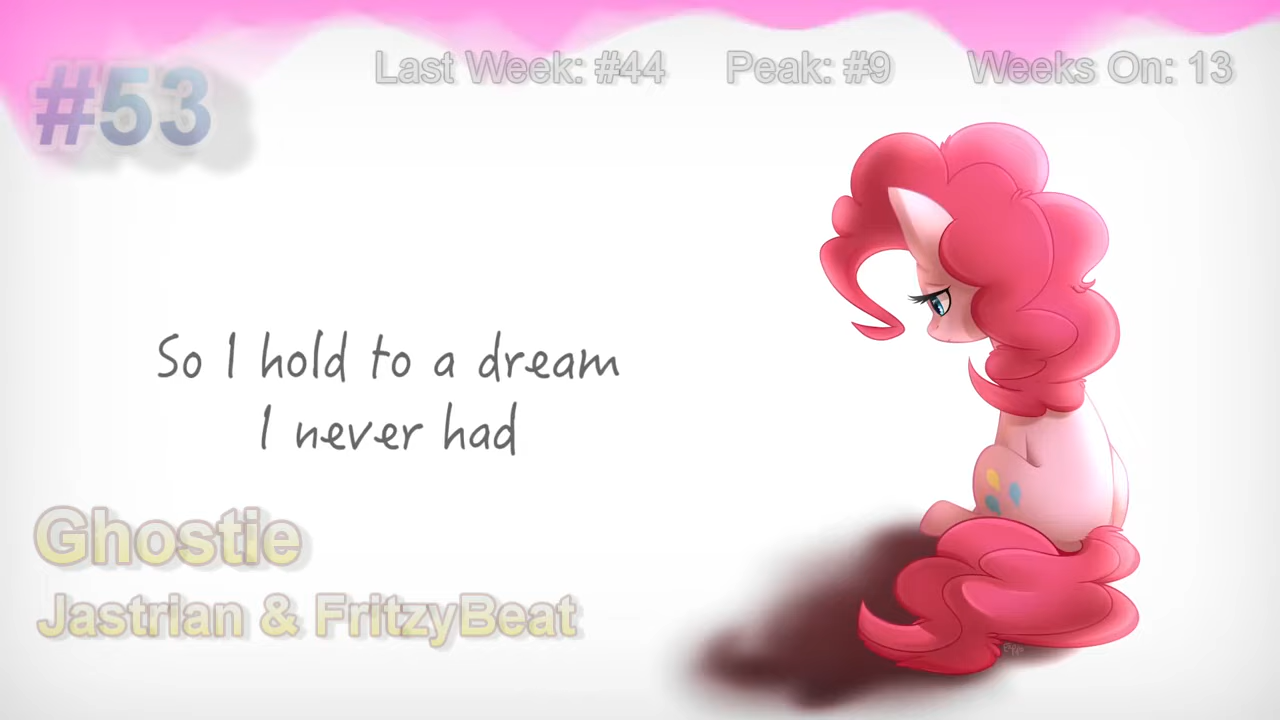 #53
Last Week: #44 Peak: #9 Weeks On: 13
So I hold to a dream
I never had
Ghostie
Jastrian & FritzyBeat